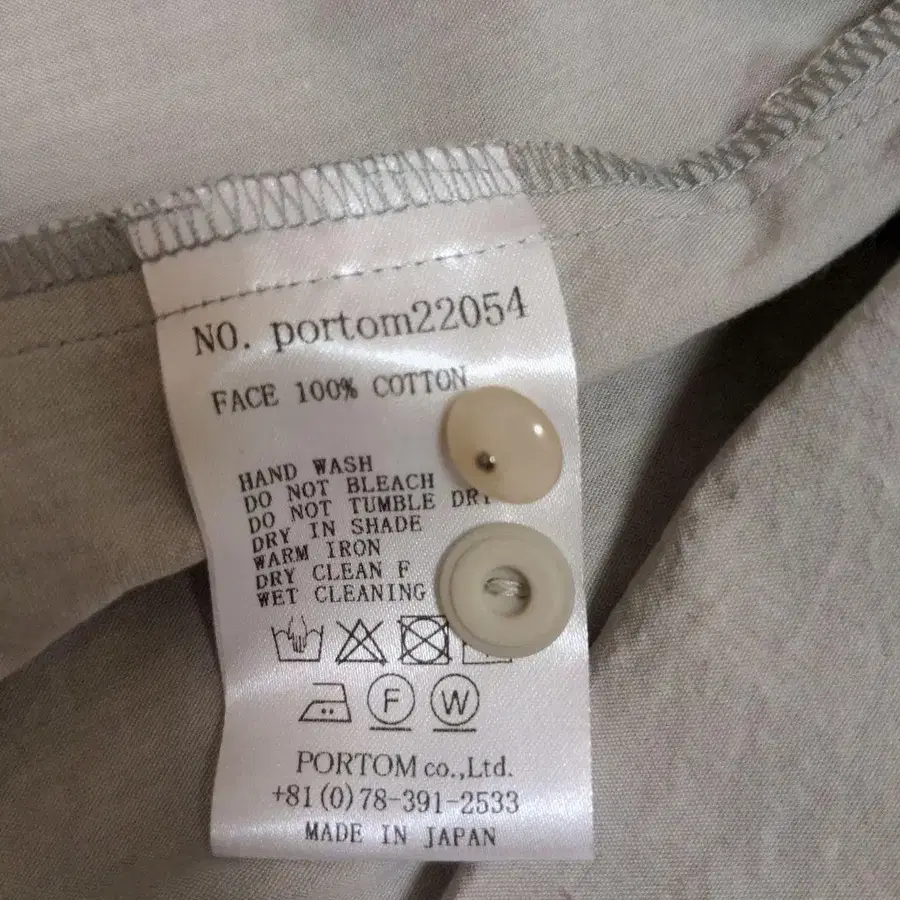 NO. portom22054
FACE 100% COTTON
HAND WASH
DO NOT BLEACH
DO NOT TUMBLE DRY
DRY IN SHADE
WARM IRON
DRY CLEAN F
WET CLEANING
F W
PORTOM co.,Ltd.
+81(0)78-391-2533
MADE IN JAPAN